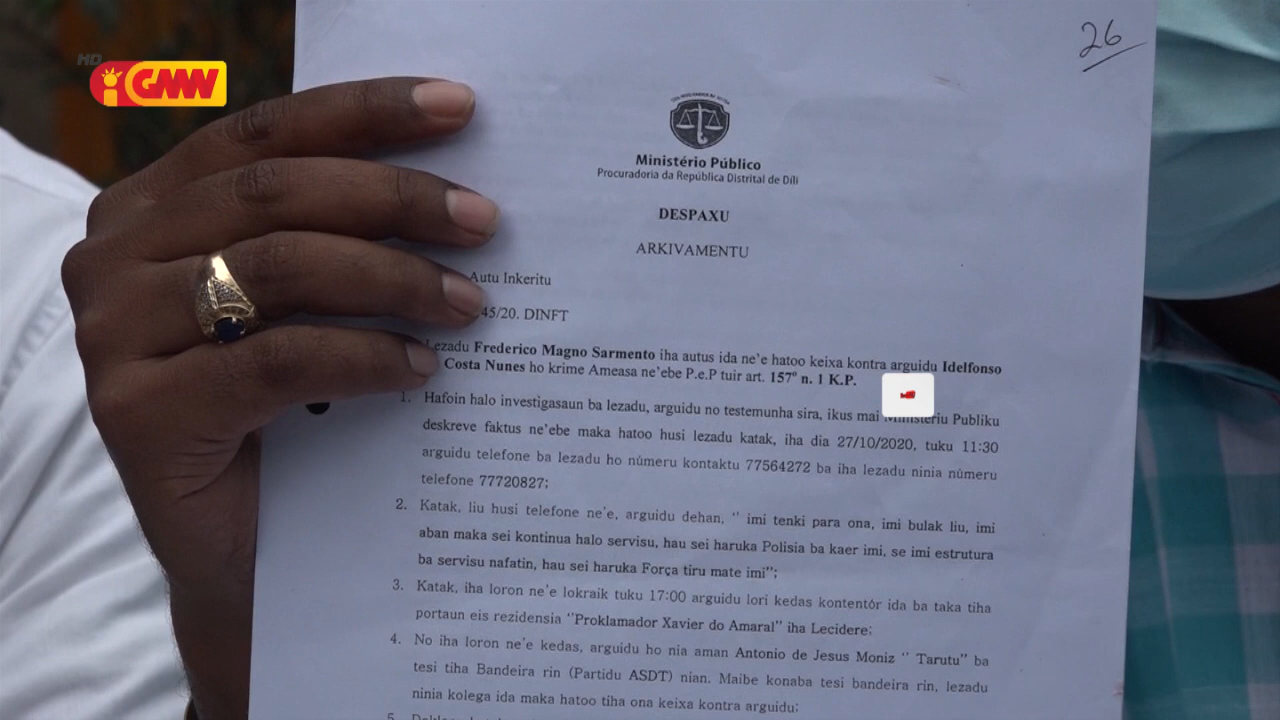 HD
GMN
26
Ministério Público
Procuradoria da República Distrital de Díli
DESPAXU
ARKIVAMENTU
Autu Inkeritu
45/20. DINFT
Lezadu Frederico Magno Sarmento iha autus ida ne'e hatoo keixa kontra arguidu Idelfonso
Costa Nunes ho krime Ameasa ne'ebe P.e.P tuir art. 157º n. 1 K.P.
1. Hafoin halo investigasaun ba lezadu, arguidu no testemunha sira, ikus mai Ministeriu Publiku
deskreve faktus ne'ebe maka hatoo husi lezadu katak, iha dia 27/10/2020, tuku 11:30
arguidu telefone ba lezadu ho númeru kontaktu 77564272 ba iha lezadu ninia númeru
telefone 77720827;
2. Katak, liu husi telefone ne'e, arguidu dehan, “ imi tenki para ona, imi bulak liu, imi
aban maka sei kontinua halo servisu, hau sei haruka Polisia ba kaer imi, se imi estrutura
ba servisu nafatin, hau sei haruka Força tiru mate imi”;
3. Katak, iha loron ne'e lokraik tuku 17:00 arguidu lori kedas kontentór ida ba taka tiha
portaun eis rezidensia “Proklamador Xavier do Amaral” iha Lecidere;
4. No iha loron ne'e kedas, arguidu ho nia aman Antonio de Jesus Moniz “ Tarutu” ba
tesi tiha Bandeira rin (Partidu ASDT) nian. Maibe konaba tesi bandeira rin, lezadu
ninia kolega ida maka hatoo tiha ona keixa kontra arguidu;
5.